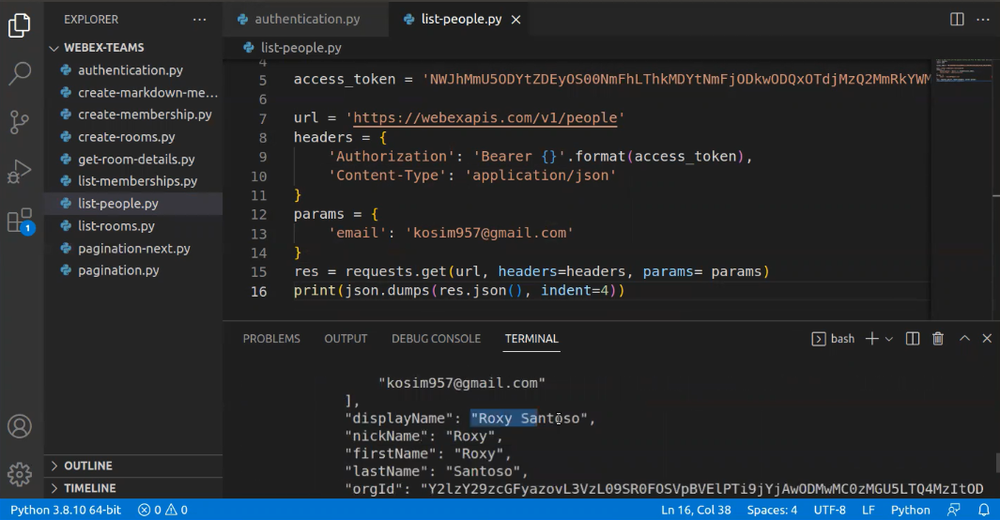 EXPLORER
WEBEX-TEAMS
authentication.py
create-markdown-me...
create-membership.py
create-rooms.py
get-room-details.py
list-memberships.py
list-people.py
list-rooms.py
pagination-next.py
pagination.py
OUTLINE
TIMELINE
1
authentication.py
list-people.py
list-people.py
4
5 access_token = 'NWJhMmU5ODYtZDEyOS00NmFhLThkMDYtNmFjODkwODQxOTdjMzQ2MmRkYWM
6
7 url = 'https://webexapis.com/v1/people'
8 headers = {
9 'Authorization': 'Bearer {}'.format(access_token),
10 'Content-Type': 'application/json'
11 }
12 params = {
13 'email': 'kosim957@gmail.com'
14 }
15 res = requests.get(url, headers=headers, params= params)
16 print(json.dumps(res.json(), indent=4))
PROBLEMS OUTPUT DEBUG CONSOLE TERMINAL bash
"kosim957@gmail.com"
],
"displayName": "Roxy Santoso",
"nickName": "Roxy",
"firstName": "Roxy",
"lastName": "Santoso",
"orgId": "Y2lzY29zcGFyazovL3VzL09SR0FOSVpBVElPTi9jYjAwODMwMC0zMGU5LTQ4MzItOD
Python 3.8.10 64-bit 0 0 Ln 16, Col 38 Spaces: 4 UTF-8 LF Python